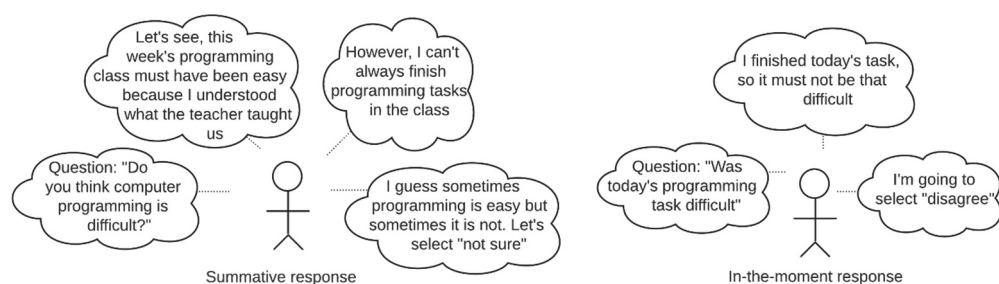 Let's see, this
week's programming
class must have been easy
because I understood
what the teacher taught
us
However, I can't
always finish
programming tasks
in the class
Question: "Do
you think computer
programming is
difficult?"
I guess sometimes
programming is easy but
sometimes it is not. Let's
select "not sure"
Summative response
I finished today's task,
so it must not be that
difficult
Question: "Was
today's programming
task difficult"
I'm going to
select "disagree"
In-the-moment response